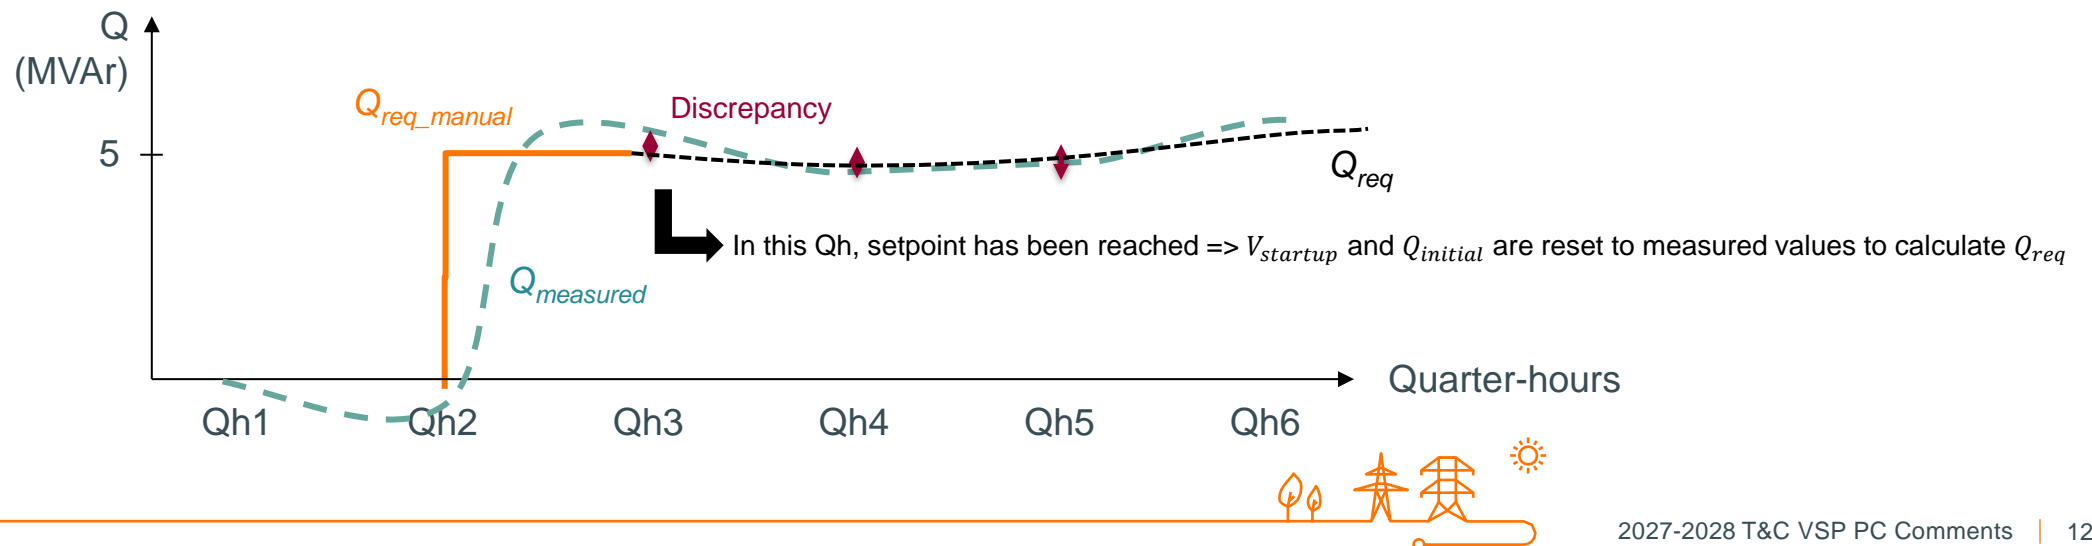 Q
(MVAr)
5
Q_req_manual
Discrepancy
Q_req
In this Qh, setpoint has been reached => V_startup and Q_initial are reset to measured values to calculate Q_req
Q_measured
Quarter-hours
Qh1 Qh2 Qh3 Qh4 Qh5 Qh6
2027-2028 T&C VSP PC Comments | 12